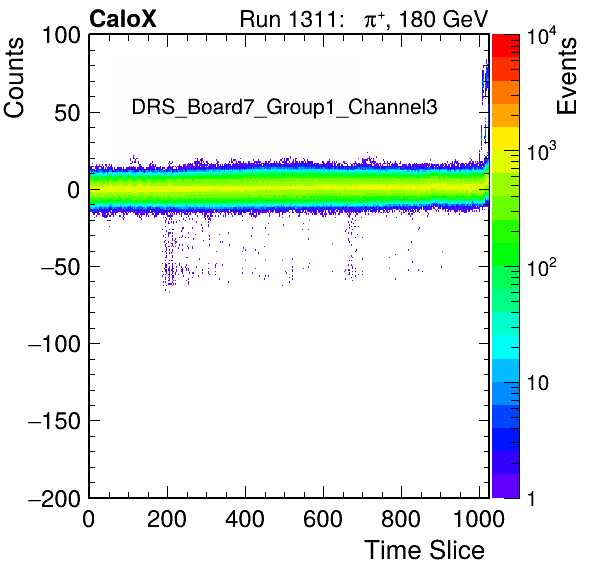 CaloX Run 1311: π⁺, 180 GeV
Counts
Events
DRS_Board7_Group1_Channel3
100
50
0
−50
−100
−150
−200
0 200 400 600 800 1000
Time Slice
10⁴
10³
10²
10
1